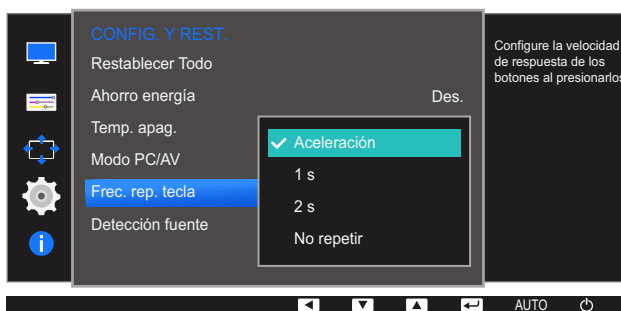 CONFIG. Y REST.
Restablecer Todo
Ahorro energía Des.
Temp. apag.
Modo PC/AV
Frec. rep. tecla
Detección fuente
Aceleración
1 s
2 s
No repetir
Configure la velocidad
de respuesta de los
botones al presionarlos
AUTO